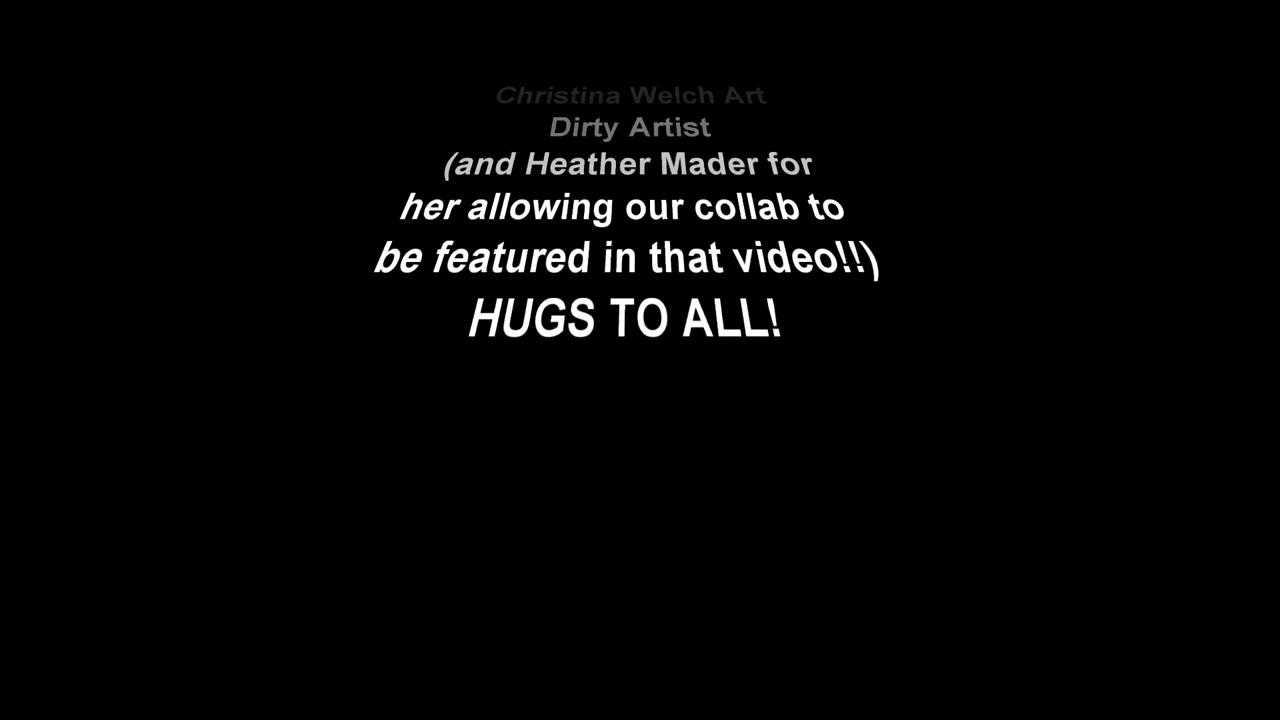 Christina Welch Art
Dirty Artist
(and Heather Mader for
her allowing our collab to
be featured in that video!!)
HUGS TO ALL!